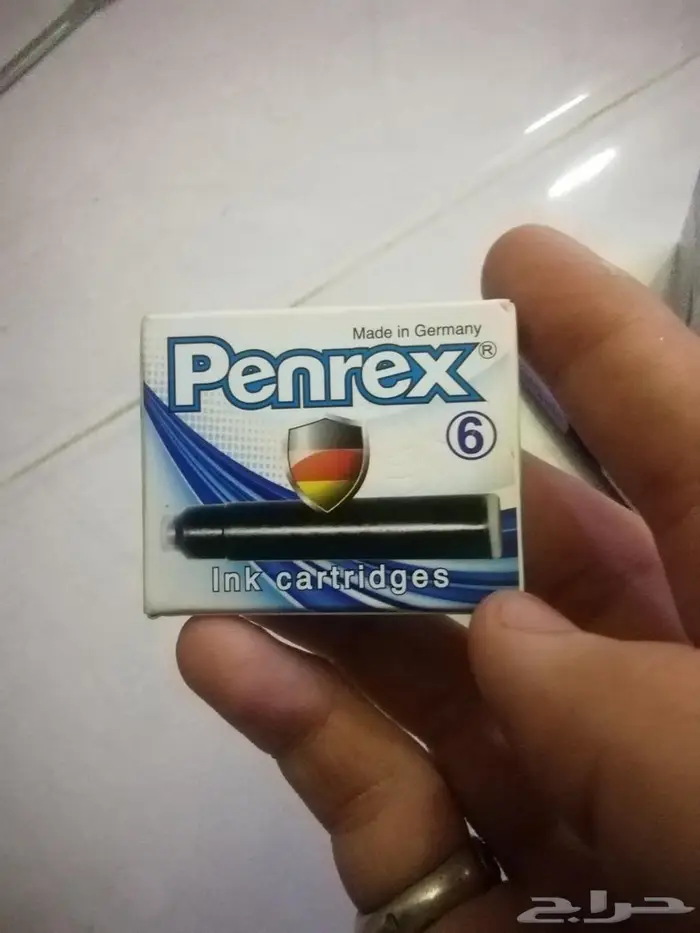 Made in Germany
Penrex®
6
Ink cartridges
حراج